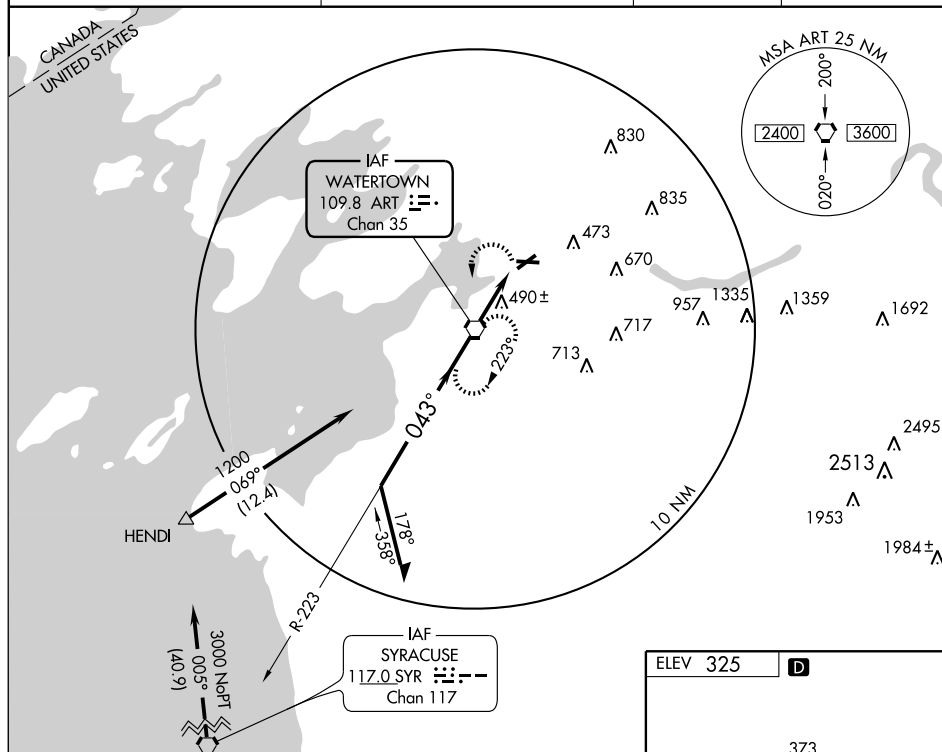 CANADA
UNITED STATES
MSA ART 25 NM
200°
2400
3600
020°
830
IAF
WATERTOWN
109.8 ART
Chan 35
835
473
670
490±
957
1335
1359
1692
717
713
223°
043°
2495
2513
1953
1984±
1200
069°
(12.4)
HENDI
10 NM
178°
358°
R-223
3000 NoPT
005°
(40.9)
IAF
SYRACUSE
117.0 SYR
Chan 117
ELEV 325
D
373